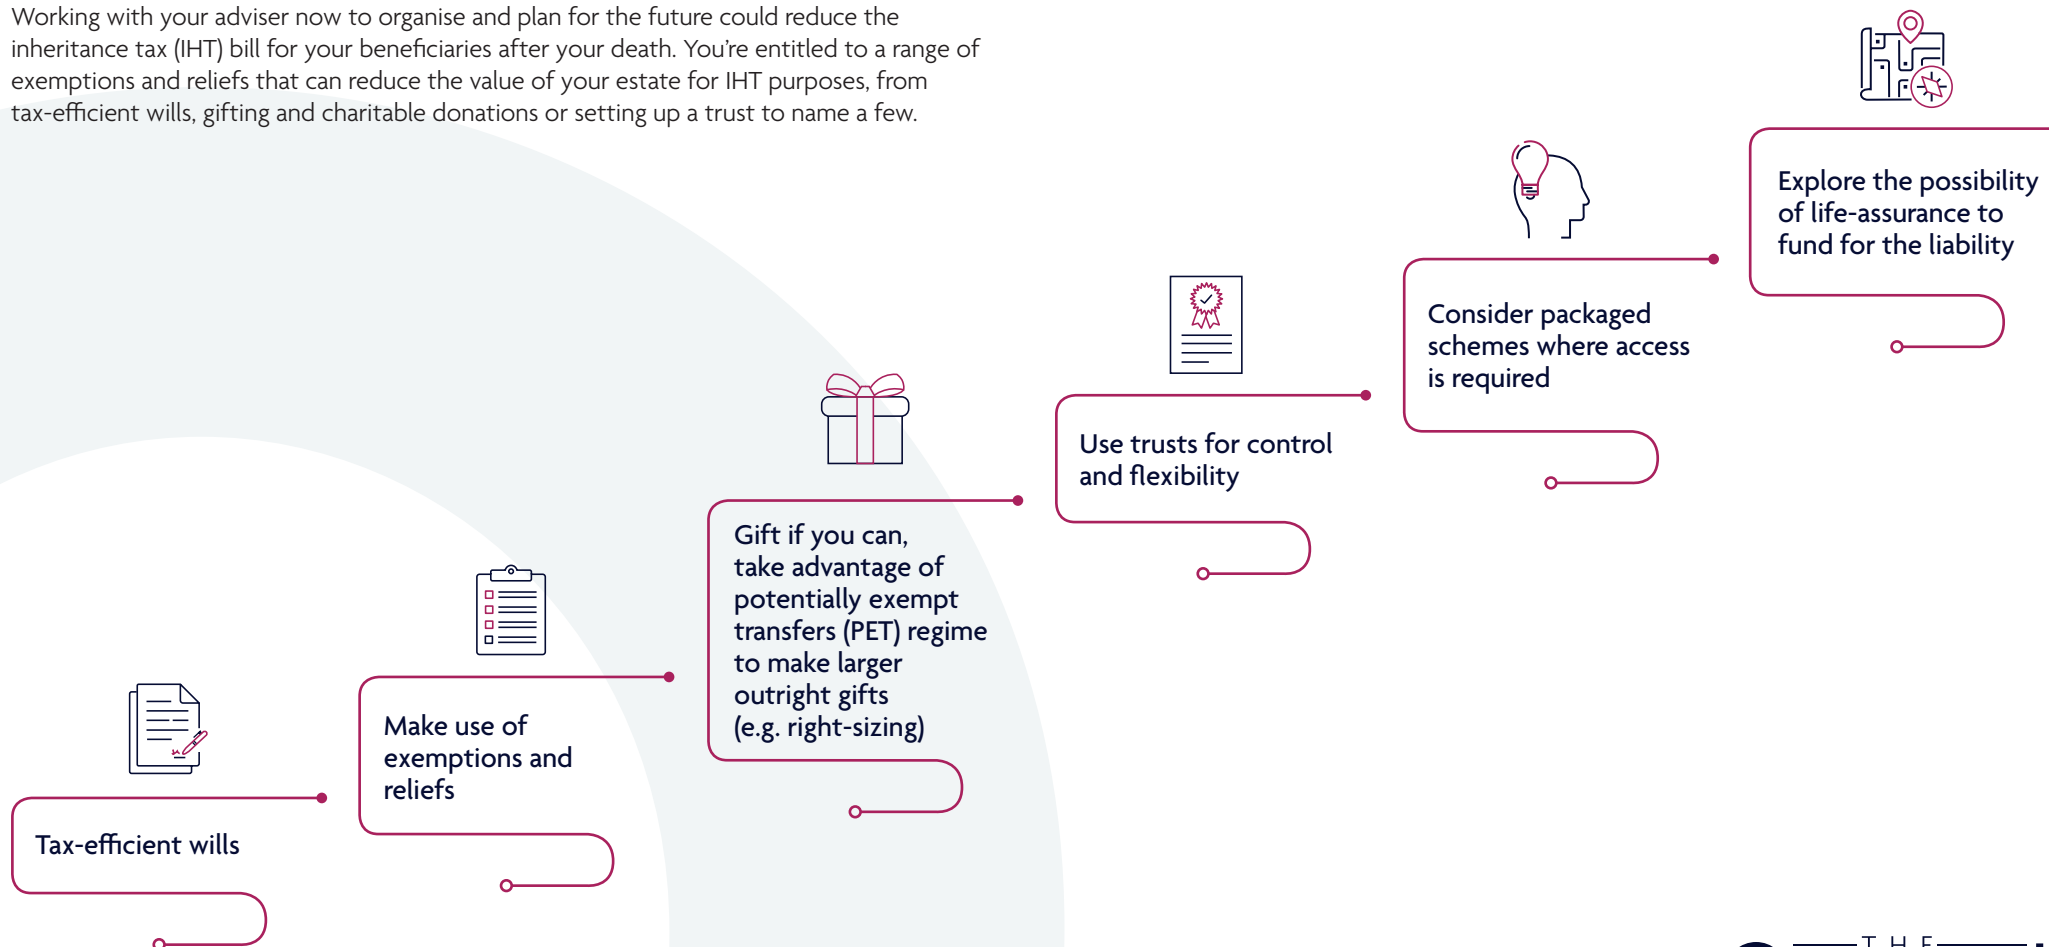 Working with your adviser now to organise and plan for the future could reduce the
inheritance tax (IHT) bill for your beneficiaries after your death. You’re entitled to a range of
exemptions and reliefs that can reduce the value of your estate for IHT purposes, from
tax-efficient wills, gifting and charitable donations or setting up a trust to name a few.
Tax-efficient wills
Make use of
exemptions and
reliefs
Gift if you can,
take advantage of
potentially exempt
transfers (PET) regime
to make larger
outright gifts
(e.g. right-sizing)
Use trusts for control
and flexibility
Consider packaged
schemes where access
is required
Explore the possibility
of life-assurance to
fund for the liability
THE